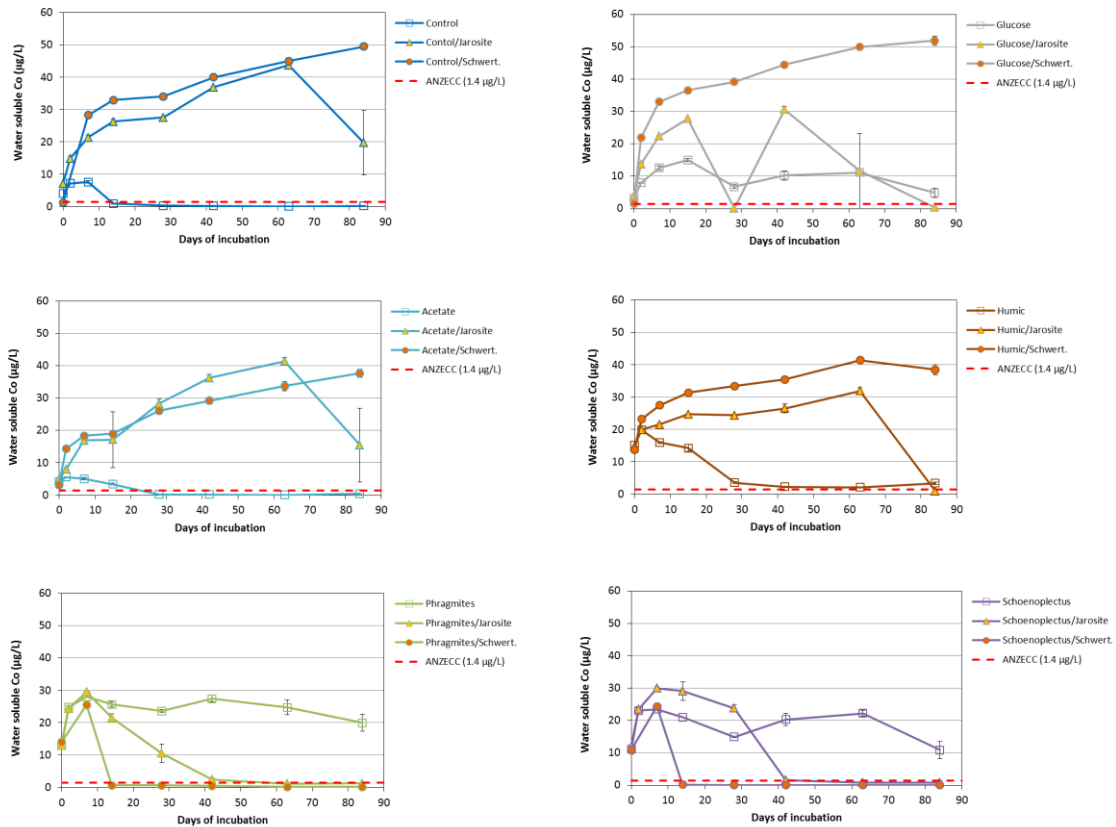 Water soluble Co (µg/L)
60
50
40
30
20
10
0
0 10 20 30 40 50 60 70 80 90
Days of incubation
Control
Contol/Jarosite
Control/Schwert.
ANZECC (1.4 µg/L)
Water soluble Co (µg/L)
60
50
40
30
20
10
0
0 10 20 30 40 50 60 70 80 90
Days of incubation
Glucose
Glucose/Jarosite
Glucose/Schwert.
ANZECC (1.4 µg/L)
Water soluble Co (µg/L)
60
50
40
30
20
10
0
0 10 20 30 40 50 60 70 80 90
Days of incubation
Acetate
Acetate/Jarosite
Acetate/Schwert.
ANZECC (1.4 µg/L)
Water soluble Co (µg/L)
60
50
40
30
20
10
0
0 10 20 30 40 50 60 70 80 90
Days of incubation
Humic
Humic/Jarosite
Humic/Schwert.
ANZECC (1.4 µg/L)
Water soluble Co (µg/L)
60
50
40
30
20
10
0
0 10 20 30 40 50 60 70 80 90
Days of incubation
Phragmites
Phragmites/Jarosite
Phragmites/Schwert.
ANZECC (1.4 µg/L)
Water soluble Co (µg/L)
60
50
40
30
20
10
0
0 10 20 30 40 50 60 70 80 90
Days of incubation
Schoenoplectus
Schoenoplectus/Jarosite
Schoenoplectus/Schwert.
ANZECC (1.4 µg/L)